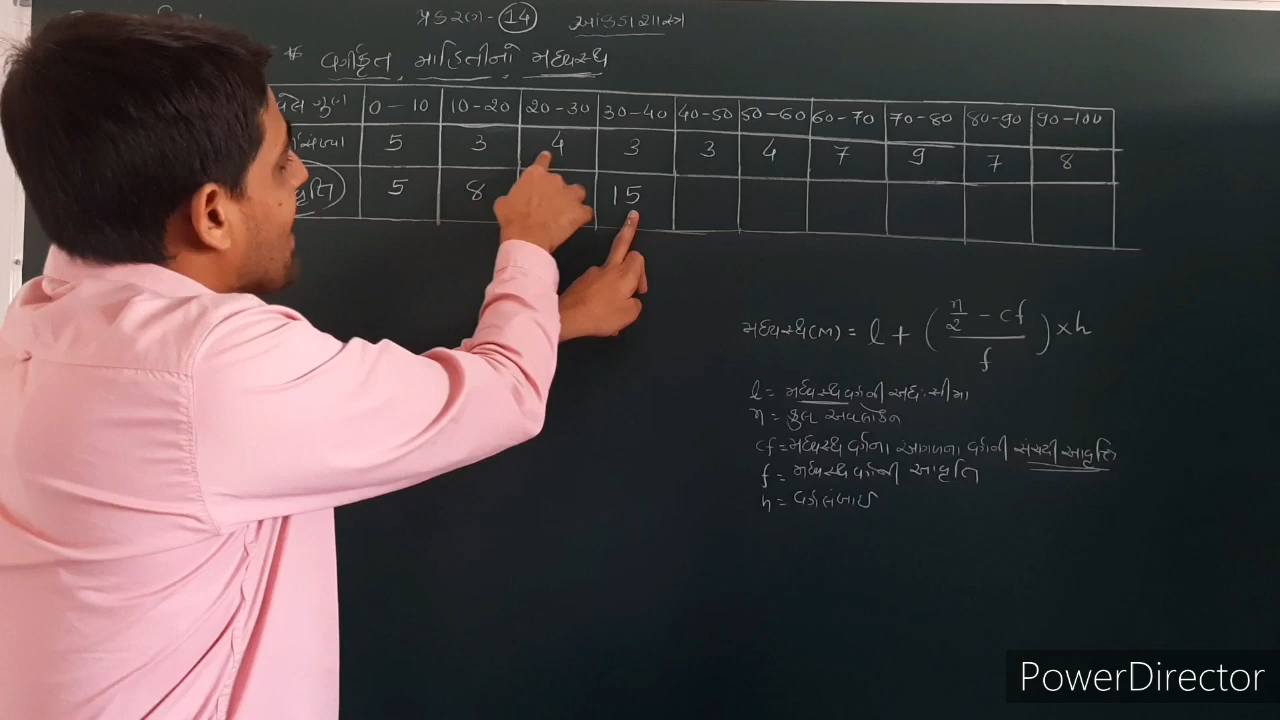 પ્રકરણ-14 આંકડાશાસ્ત્ર
* વર્ગીકૃત માહિતીનો મધ્યસ્થ
ગુણ 0-10 10-20 20-30 30-40 40-50 50-60 60-70 70-80 80-90 90-100
5 3 4 3 3 4 7 9 7 8
5 8 15
મધ્યસ્થ(M) = l + ( n/2 - cf / f ) × h
l = મધ્યસ્થ વર્ગની અધઃસીમા
n = કુલ અવલોકન
cf = મધ્યસ્થ વર્ગના આગળના વર્ગની સંચયી આવૃત્તિ
f = મધ્યસ્થ વર્ગની આવૃત્તિ
h = વર્ગલંબાઈ
PowerDirector